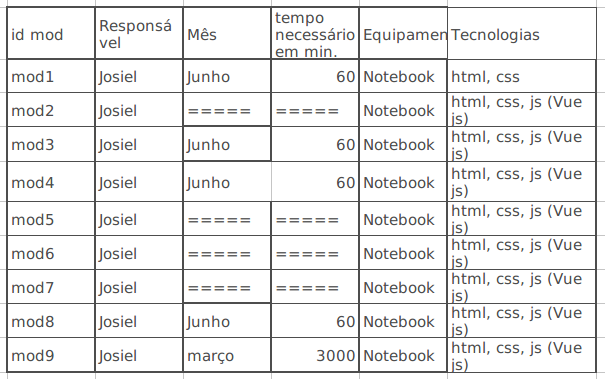 id mod Responsá
vel Mês tempo
necessário
em min. Equipamen Tecnologias
mod1 Josiel Junho 60 Notebook html, css
mod2 Josiel ===== ===== Notebook html, css, js (Vue
js)
mod3 Josiel Junho 60 Notebook html, css, js (Vue
js)
mod4 Josiel Junho 60 Notebook html, css, js (Vue
js)
mod5 Josiel ===== ===== Notebook html, css, js (Vue
js)
mod6 Josiel ===== ===== Notebook html, css, js (Vue
js)
mod7 Josiel ===== ===== Notebook html, css, js (Vue
js)
mod8 Josiel Junho 60 Notebook html, css, js (Vue
js)
mod9 Josiel março 3000 Notebook html, css, js (Vue
js)